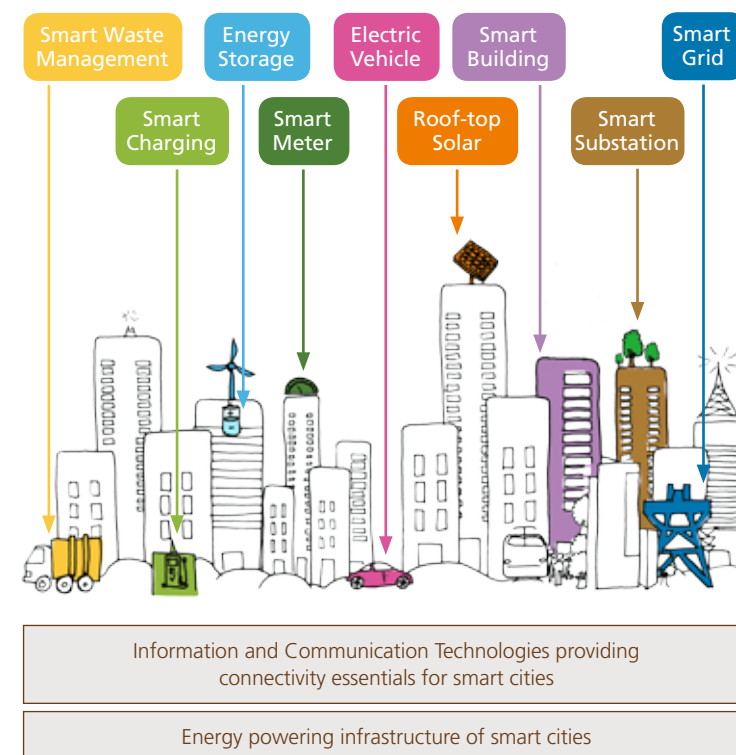 Smart Waste
Management
Energy
Storage
Electric
Vehicle
Smart
Building
Smart
Grid
Smart
Charging
Smart
Meter
Roof-top
Solar
Smart
Substation
Information and Communication Technologies providing
connectivity essentials for smart cities
Energy powering infrastructure of smart cities